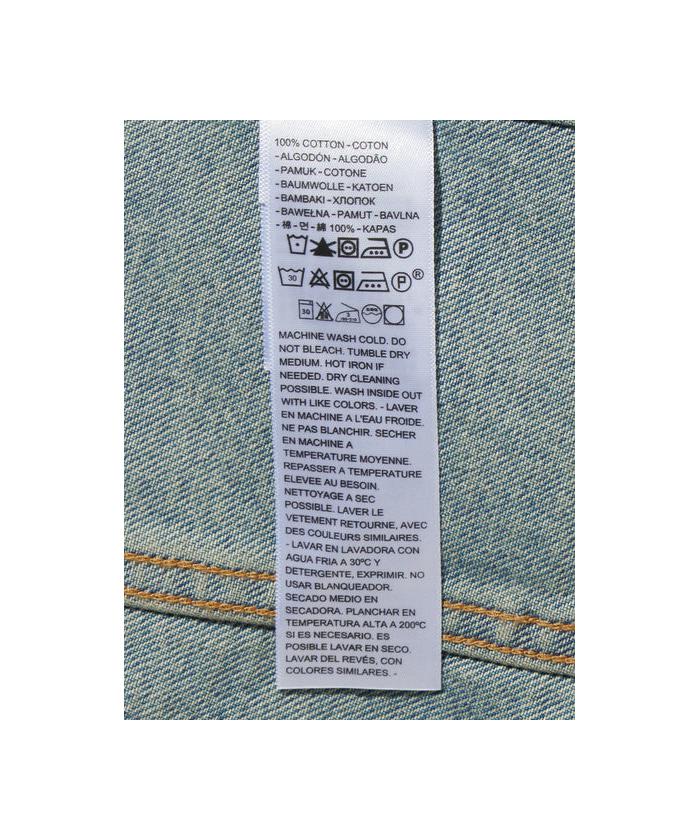 100% COTTON - COTON
- ALGODÓN - ALGODÃO
- PAMUK - COTONE
- BAUMWOLLE - KATOEN
- BAMBAKI - ХЛОПОК
- BAWEŁNA - PAMUT - BAVLNA
- 棉 - 면 - 綿 100% - KAPAS
P
30 P ®
30 3
MACHINE WASH COLD. DO
NOT BLEACH. TUMBLE DRY
MEDIUM. HOT IRON IF
NEEDED. DRY CLEANING
POSSIBLE. WASH INSIDE OUT
WITH LIKE COLORS. - LAVER
EN MACHINE A L'EAU FROIDE.
NE PAS BLANCHIR. SECHER
EN MACHINE A
TEMPERATURE MOYENNE.
REPASSER A TEMPERATURE
ELEVEE AU BESOIN.
NETTOYAGE A SEC
POSSIBLE. LAVER LE
VETEMENT RETOURNE, AVEC
DES COULEURS SIMILAIRES.
- LAVAR EN LAVADORA CON
AGUA FRIA A 30ºC Y
DETERGENTE, EXPRIMIR. NO
USAR BLANQUEADOR.
SECADO MEDIO EN
SECADORA. PLANCHAR EN
TEMPERATURA ALTA A 200ºC
SI ES NECESARIO. ES
POSIBLE LAVAR EN SECO.
LAVAR DEL REVÉS, CON
COLORES SIMILARES. -